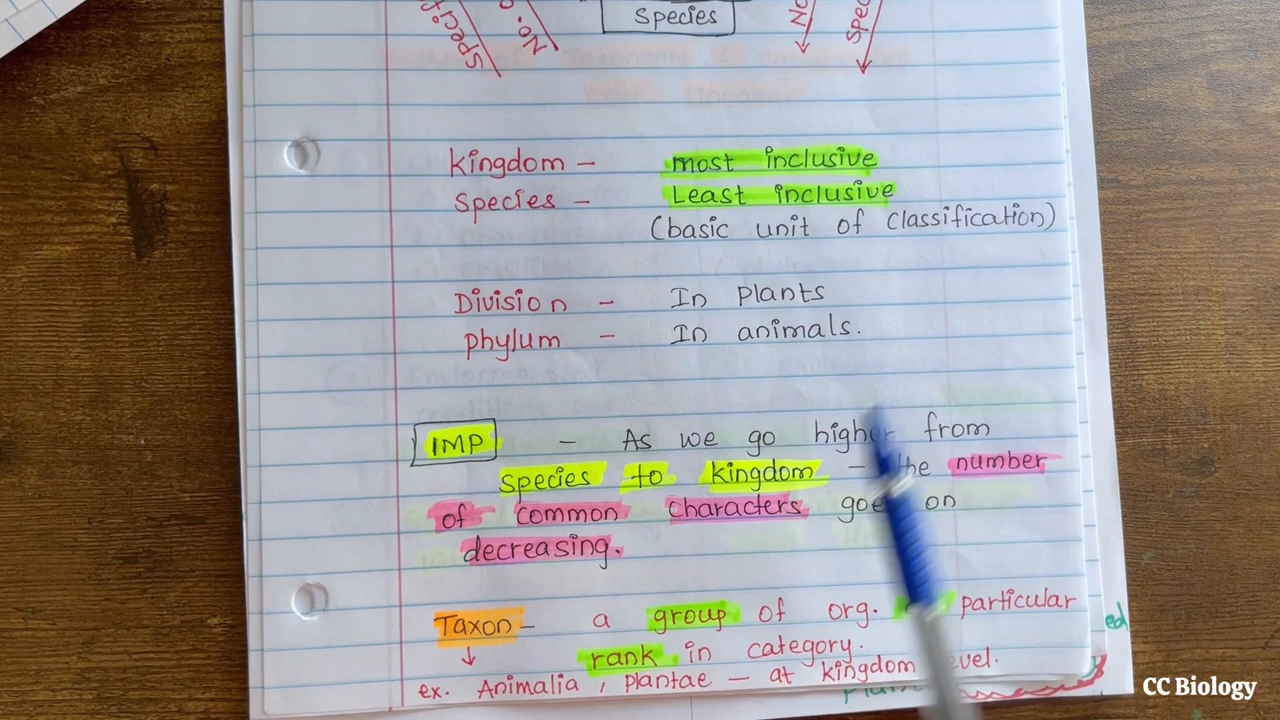 Species
No.
Kingdom – most inclusive
Species – Least inclusive
(basic unit of classification)
Division – In plants
phylum – In animals.
IMP – As we go higher from
species to kingdom – the number
of common characters goes on
decreasing.
Taxon – a group of org. particular
rank in category.
ex. Animalia, plantae – at kingdom level.
ed
CC Biology